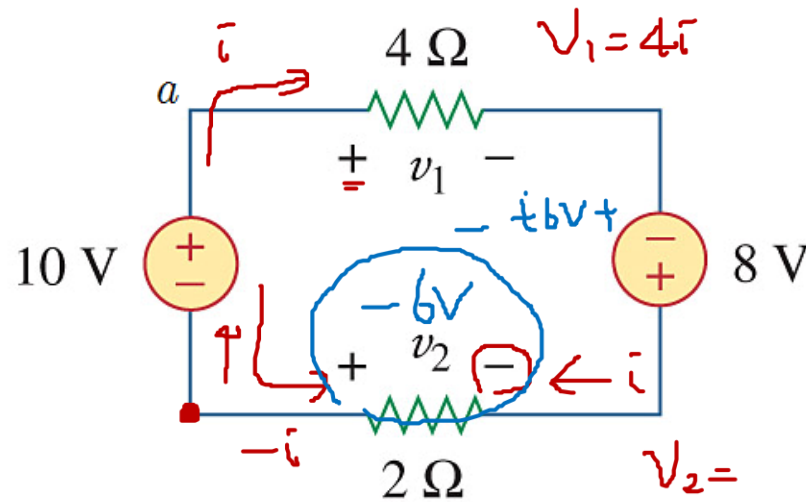 i
4 Ω
V₁ = 4i
a
+ v₁ −
− +6V +
10 V
+
−
−
+
8 V
−6V
+ v₂ −
← i
−i
2 Ω
V₂ =